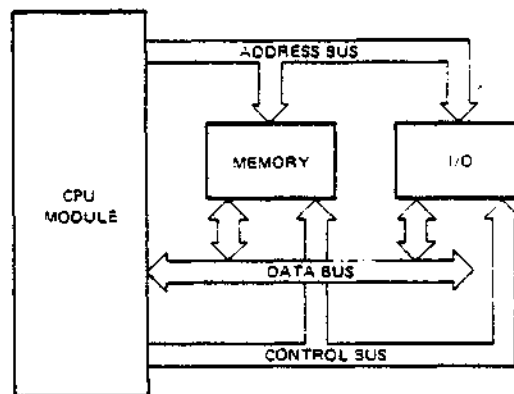 ADDRESS BUS
MEMORY
I/O
CPU
MODULE
DATA BUS
CONTROL BUS